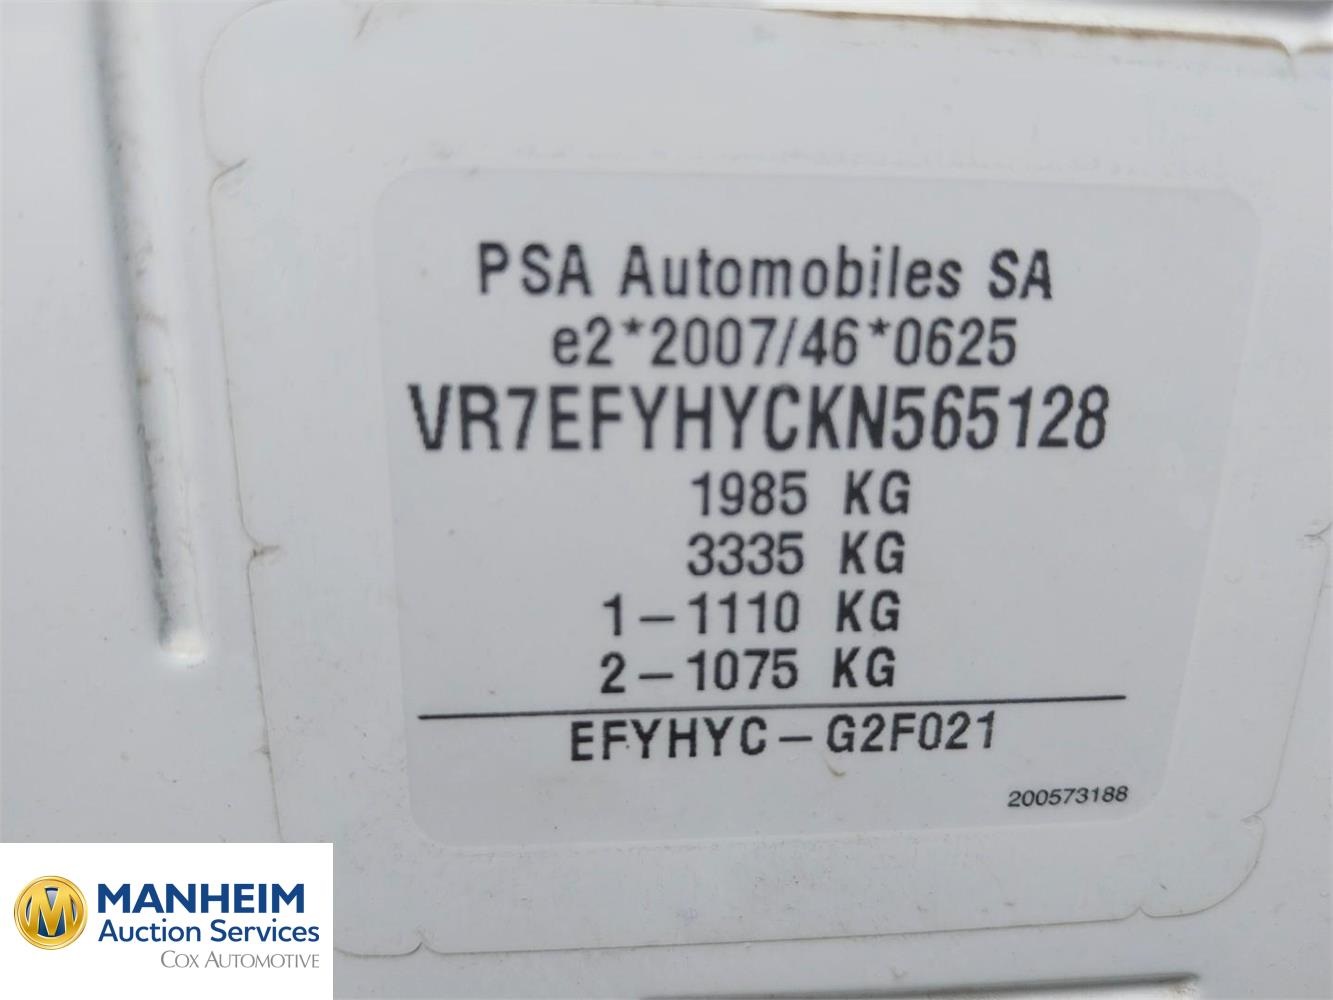 PSA Automobiles SA
e2*2007/46*0625
VR7EFYHYCKN565128
1985 KG
3335 KG
1-1110 KG
2-1075 KG
EFYHYC-G2F021
200573188
MANHEIM
Auction Services
COX AUTOMOTIVE